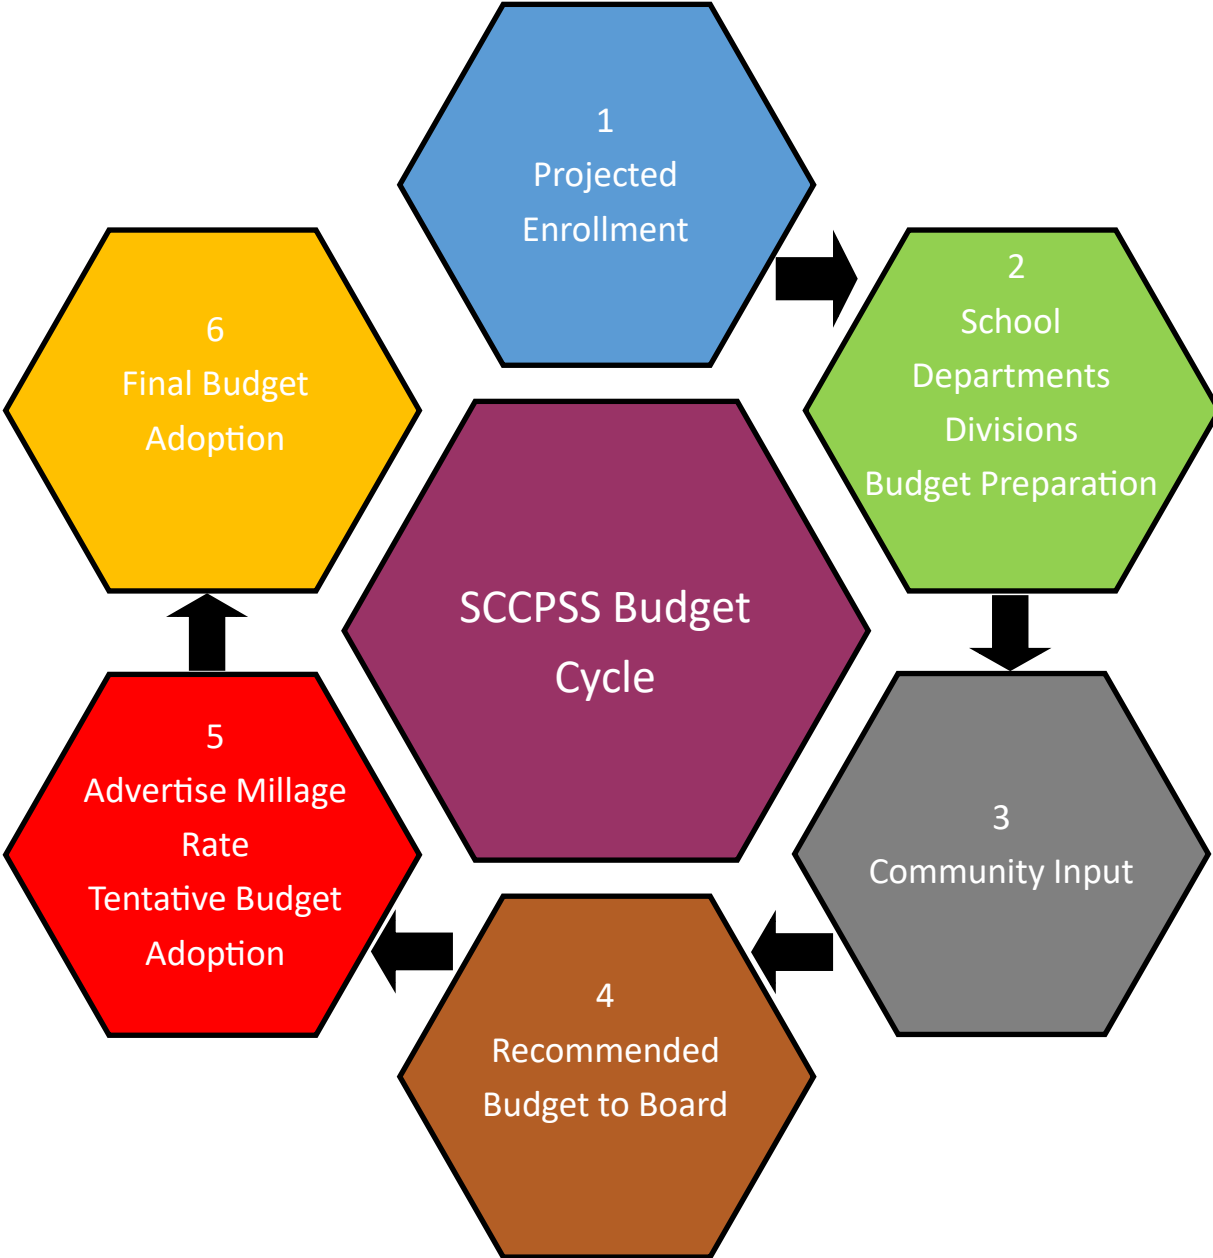 1
Projected
Enrollment
2
School
Departments
Divisions
Budget Preparation
3
Community Input
4
Recommended
Budget to Board
5
Advertise Millage
Rate
Tentative Budget
Adoption
6
Final Budget
Adoption
SCCPSS Budget
Cycle